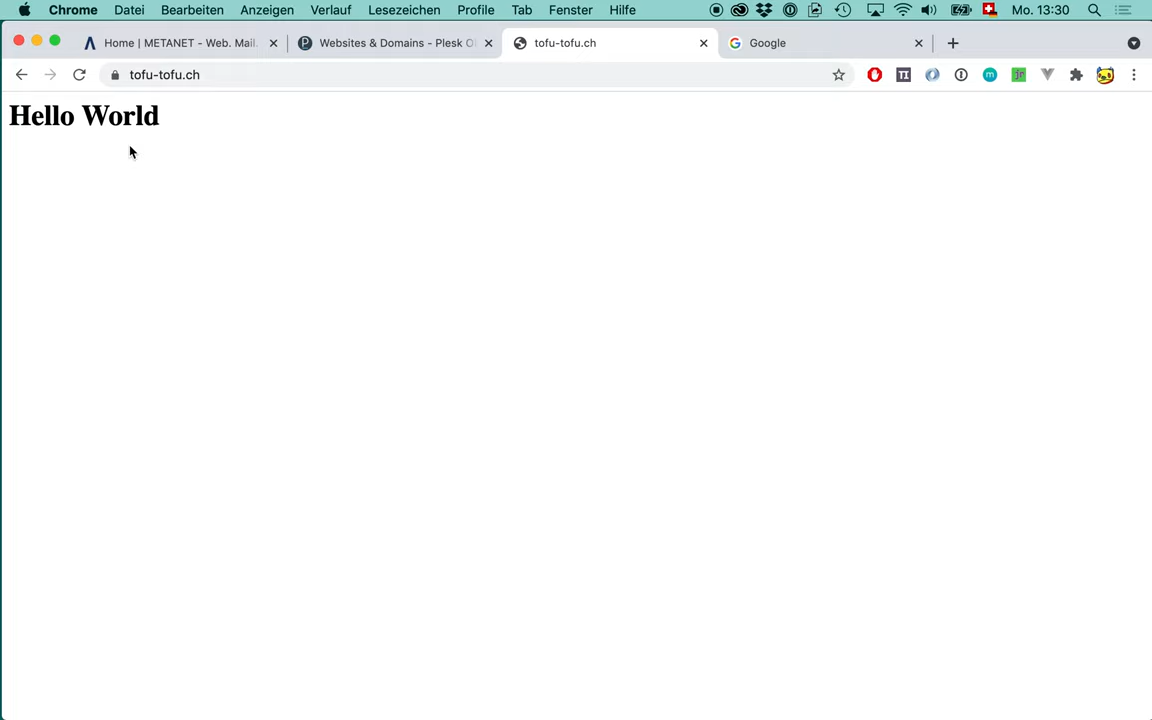 Chrome Datei Bearbeiten Anzeigen Verlauf Lesezeichen Profile Tab Fenster Hilfe Mo. 13:30
Home | METANET - Web. Mail. Websites & Domains - Plesk O tofu-tofu.ch Google
tofu-tofu.ch
Hello World